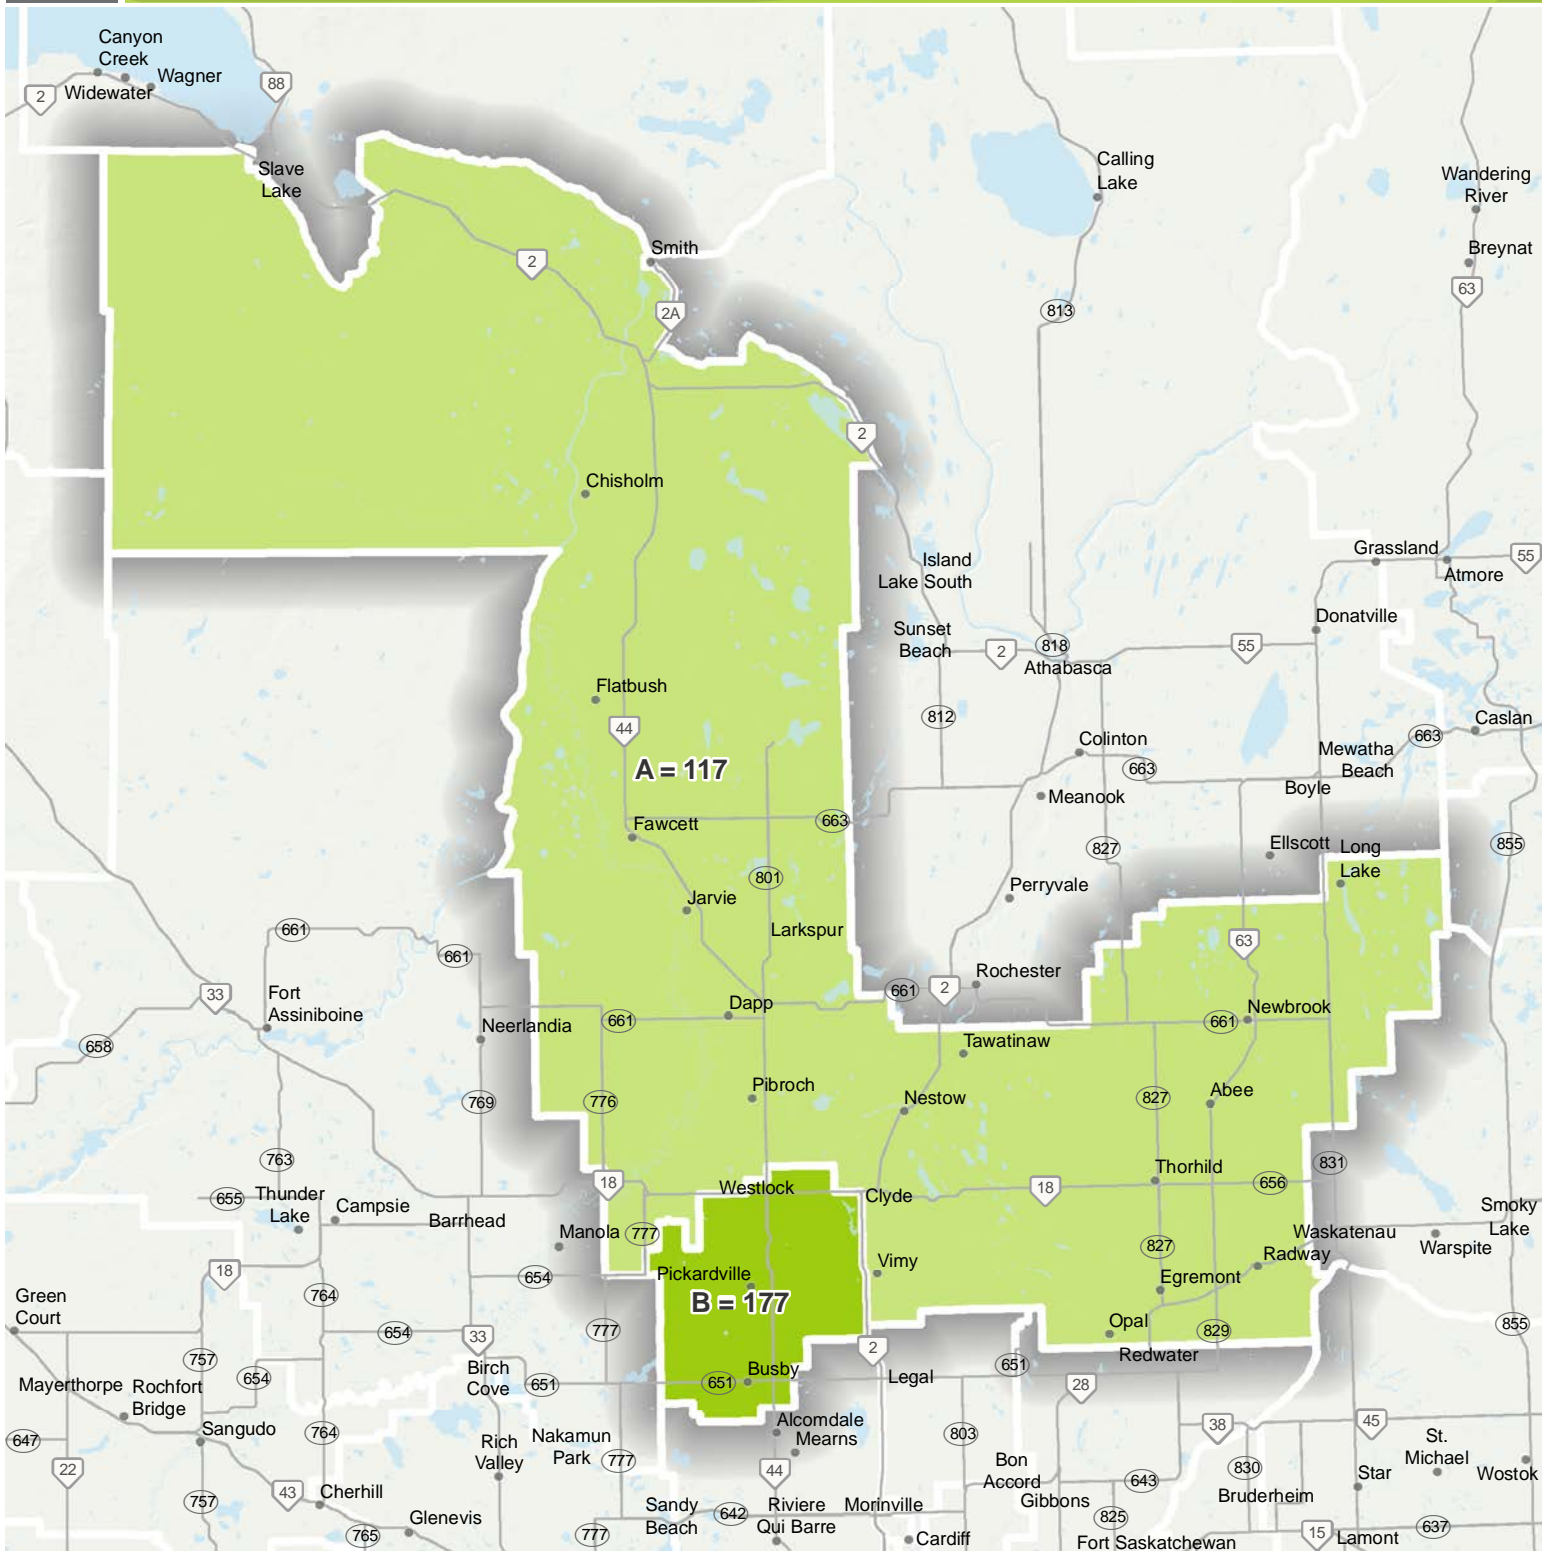 Canyon
Creek
Wagner
Widewater
2
88
Slave
Lake
Calling
Lake
Wandering
River
Smith
Breynat
2
63
2A
813
2
Chisholm
Grassland
55
Island
Lake South
Atmore
Donatville
Sunset
Beach
2
818
55
Athabasca
Flatbush
812
Caslan
44
663
Colinton
Mewatha
Beach
A = 117
663
Boyle
Meanook
Fawcett
663
827
Ellscott
Long
Lake
855
801
Perryvale
Jarvie
661
Larkspur
63
661
Rochester
33
Fort
Assiniboine
661
2
Dapp
Newbrook
661
661
Neerlandia
Tawatinaw
658
Pibroch
Abee
769
776
Nestow
827
763
Thorhild
831
18
Westlock
18
656
655
Thunder
Lake
Campsie
Clyde
Smoky
Lake
Barrhead
Manola
777
Waskatenau
Warspite
827
Radway
Vimy
18
654
Pickardville
Egremont
Green
Court
764
B = 177
Opal
855
654
33
777
829
2
Redwater
757
Mayerthorpe
Rochfort
Bridge
654
Birch
Cove
651
651
Busby
Legal
651
28
Sangudo
764
Alcomdale
Mearns
38
45
647
Rich
Valley
Nakamun
Park
777
803
St.
Michael
22
44
Bon
Accord
643
830
Star
Wostok
43
Cherhill
757
Gibbons
Bruderheim
Glenevis
Sandy
Beach
642
Riviere
Qui Barre
Morinville
825
765
777
Cardiff
Fort Saskatchewan
15
Lamont
637